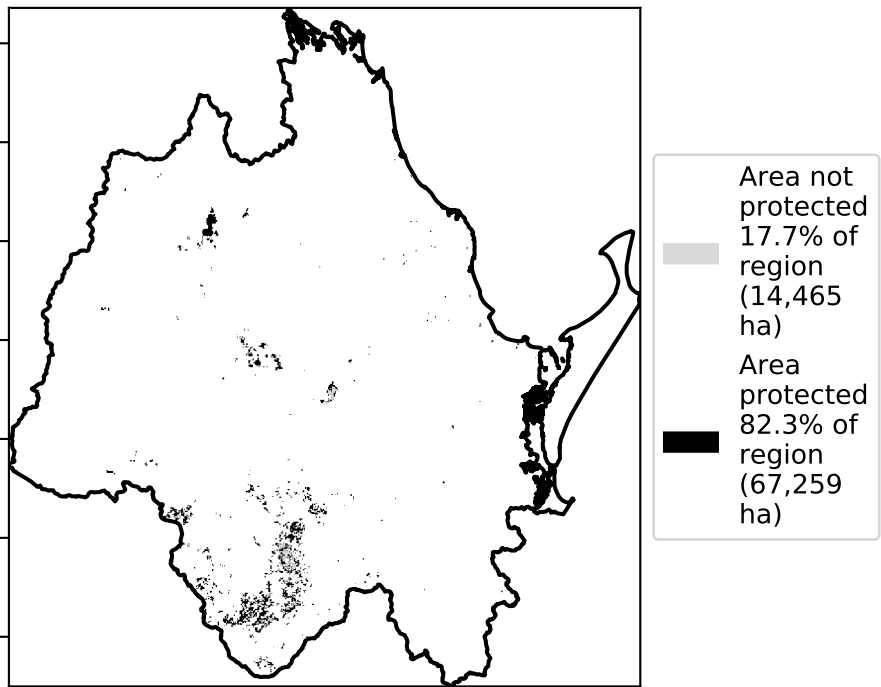 Area not
protected
17.7% of
region
(14,465
ha)
Area
protected
82.3% of
region
(67,259
ha)